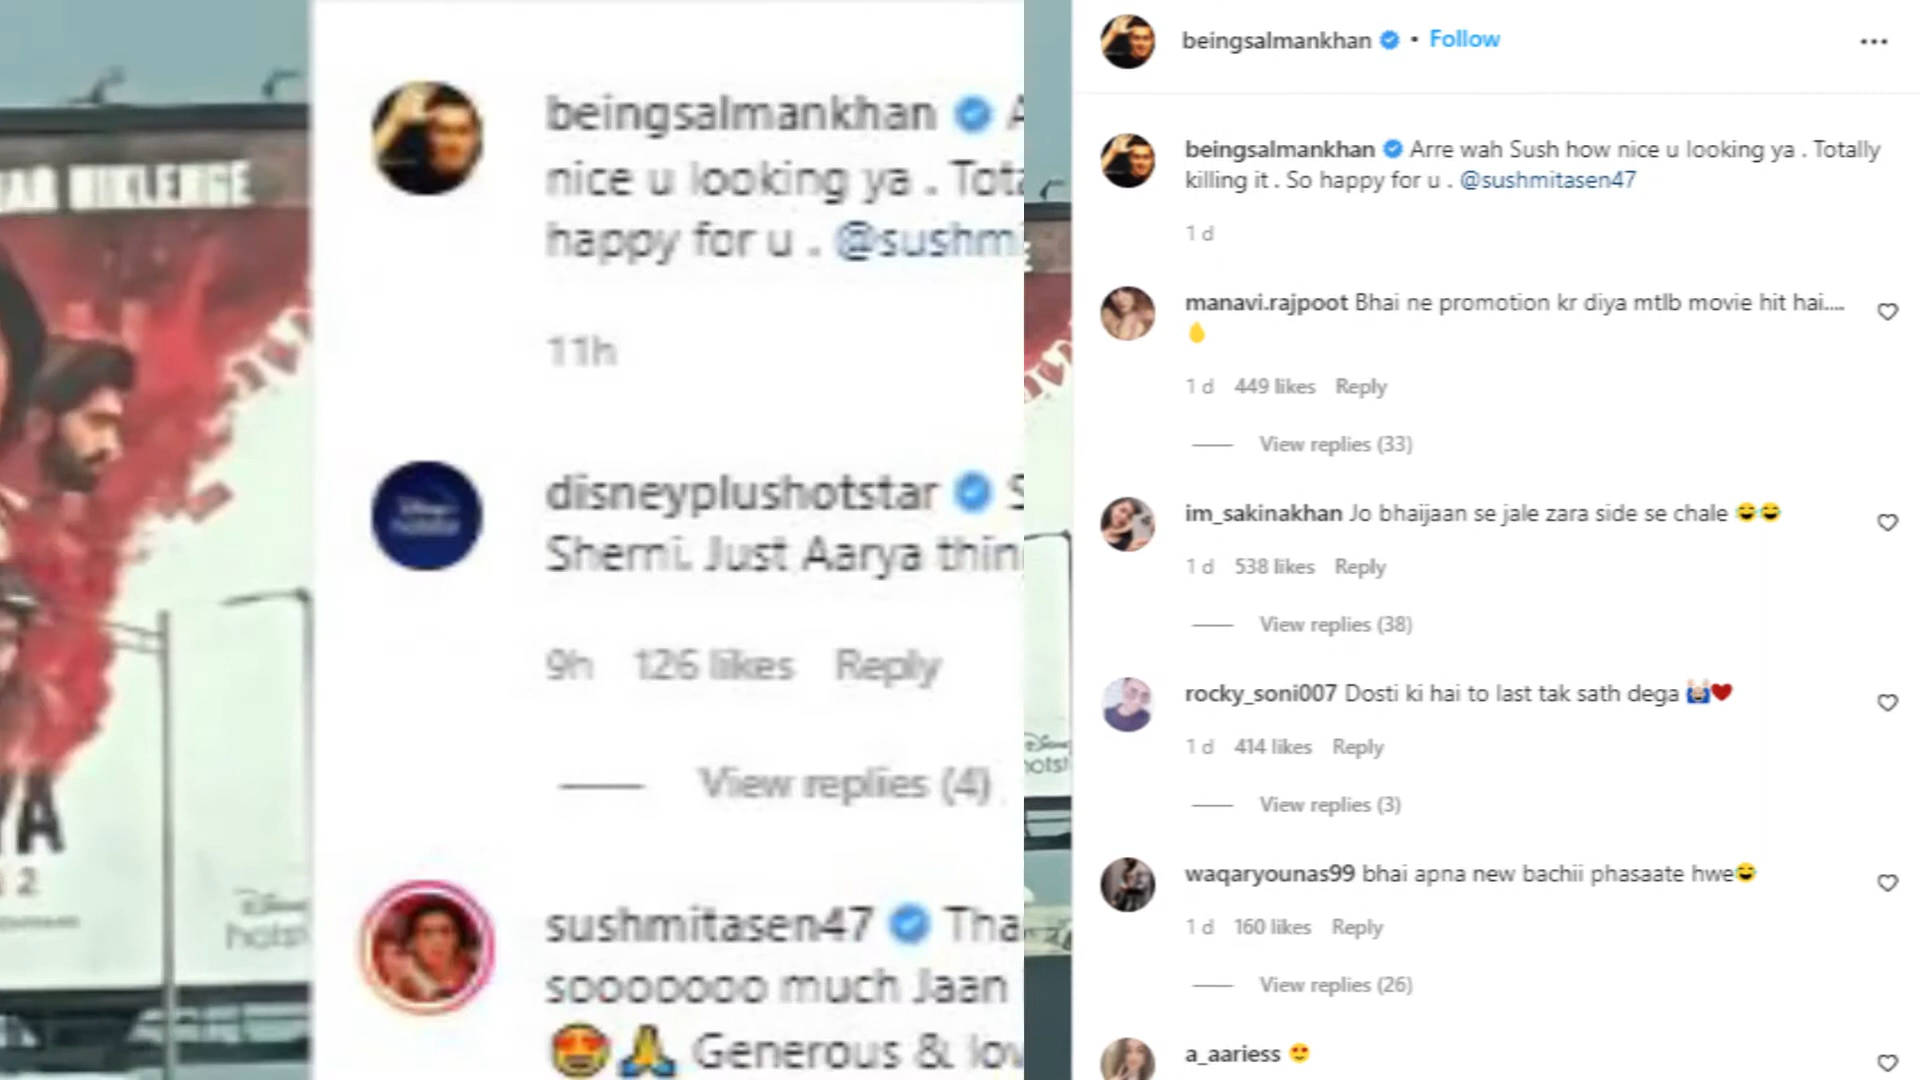 AR NIKLENGE
YA
2
beingsalmankhan
nice u looking ya . Tota
happy for u . @sushmi
11h
disneyplushotstar S
Sherni. Just Aarya thin
9h 126 likes Reply
View replies (4)
sushmitasen47 Tha
sooooooo much Jaan
😍🙏 Generous & lov
beingsalmankhan • Follow
beingsalmankhan Arre wah Sush how nice u looking ya . Totally
killing it . So happy for u . @sushmitasen47
1 d
manavi.rajpoot Bhai ne promotion kr diya mtlb movie hit hai....
1 d 449 likes Reply
View replies (33)
im_sakinakhan Jo bhaijaan se jale zara side se chale 😂😂
1 d 538 likes Reply
View replies (38)
rocky_soni007 Dosti ki hai to last tak sath dega 🙌❤
1 d 414 likes Reply
View replies (3)
waqaryounas99 bhai apna new bachii phasaate hwe😂
1 d 160 likes Reply
View replies (26)
a_aariess 😍